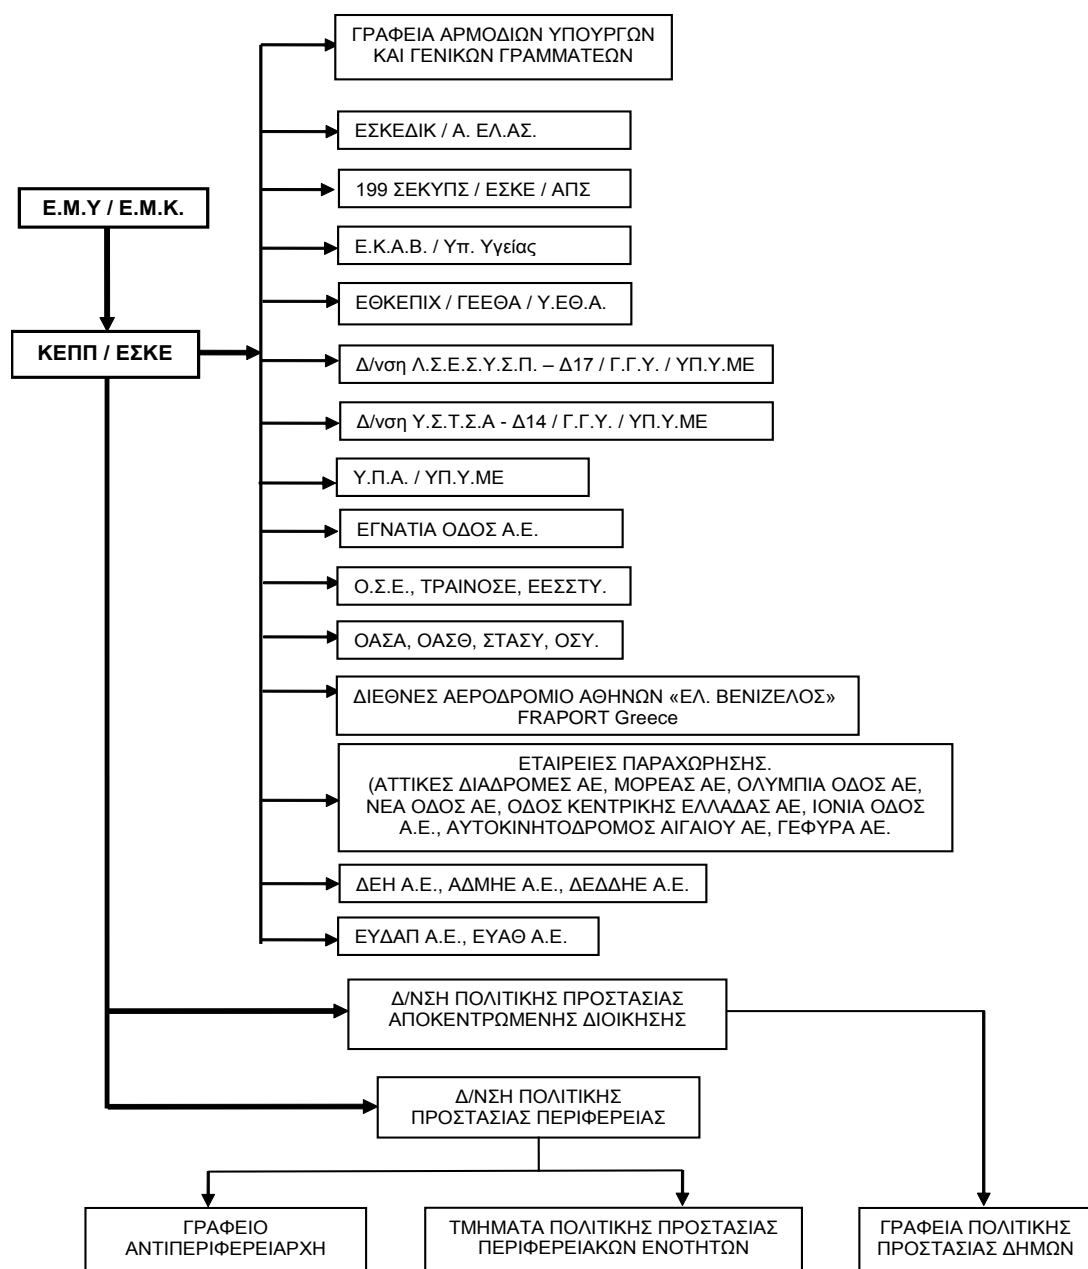 ΓΡΑΦΕΙΑ ΑΡΜΟΔΙΩΝ ΥΠΟΥΡΓΩΝ
ΚΑΙ ΓΕΝΙΚΩΝ ΓΡΑΜΜΑΤΕΩΝ
ΕΣΚΕΔΙΚ / Α. ΕΛ.ΑΣ.
199 ΣΕΚΥΠΣ / ΕΣΚΕ / ΑΠΣ
Ε.Μ.Υ / Ε.Μ.Κ.
Ε.Κ.Α.Β. / Υπ. Υγείας
ΕΘΚΕΠΙΧ / ΓΕΕΘΑ / Υ.ΕΘ.Α.
ΚΕΠΠ / ΕΣΚΕ
Δ/νση Λ.Σ.Ε.Σ.Υ.Σ.Π. – Δ17 / Γ.Γ.Υ. / ΥΠ.Υ.ΜΕ
Δ/νση Υ.Σ.Τ.Σ.Α - Δ14 / Γ.Γ.Υ. / ΥΠ.Υ.ΜΕ
Υ.Π.Α. / ΥΠ.Υ.ΜΕ
ΕΓΝΑΤΙΑ ΟΔΟΣ Α.Ε.
Ο.Σ.Ε., ΤΡΑΙΝΟΣΕ, ΕΕΣΣΤΥ.
ΟΑΣΑ, ΟΑΣΘ, ΣΤΑΣΥ, ΟΣΥ.
ΔΙΕΘΝΕΣ ΑΕΡΟΔΡΟΜΙΟ ΑΘΗΝΩΝ «ΕΛ. ΒΕΝΙΖΕΛΟΣ»
FRAPORT Greece
ΕΤΑΙΡΕΙΕΣ ΠΑΡΑΧΩΡΗΣΗΣ.
(ΑΤΤΙΚΕΣ ΔΙΑΔΡΟΜΕΣ ΑΕ, ΜΟΡΕΑΣ ΑΕ, ΟΛΥΜΠΙΑ ΟΔΟΣ ΑΕ,
ΝΕΑ ΟΔΟΣ ΑΕ, ΟΔΟΣ ΚΕΝΤΡΙΚΗΣ ΕΛΛΑΔΑΣ ΑΕ, ΙΟΝΙΑ ΟΔΟΣ
Α.Ε., ΑΥΤΟΚΙΝΗΤΟΔΡΟΜΟΣ ΑΙΓΑΙΟΥ ΑΕ, ΓΕΦΥΡΑ ΑΕ.
ΔΕΗ Α.Ε., ΑΔΜΗΕ Α.Ε., ΔΕΔΔΗΕ Α.Ε.
ΕΥΔΑΠ Α.Ε., ΕΥΑΘ Α.Ε.
Δ/ΝΣΗ ΠΟΛΙΤΙΚΗΣ ΠΡΟΣΤΑΣΙΑΣ
ΑΠΟΚΕΝΤΡΩΜΕΝΗΣ ΔΙΟΙΚΗΣΗΣ
Δ/ΝΣΗ ΠΟΛΙΤΙΚΗΣ
ΠΡΟΣΤΑΣΙΑΣ ΠΕΡΙΦΕΡΕΙΑΣ
ΓΡΑΦΕΙΟ
ΑΝΤΙΠΕΡΙΦΕΡΕΙΑΡΧΗ
ΤΜΗΜΑΤΑ ΠΟΛΙΤΙΚΗΣ ΠΡΟΣΤΑΣΙΑΣ
ΠΕΡΙΦΕΡΕΙΑΚΩΝ ΕΝΟΤΗΤΩΝ
ΓΡΑΦΕΙΑ ΠΟΛΙΤΙΚΗΣ
ΠΡΟΣΤΑΣΙΑΣ ΔΗΜΩΝ